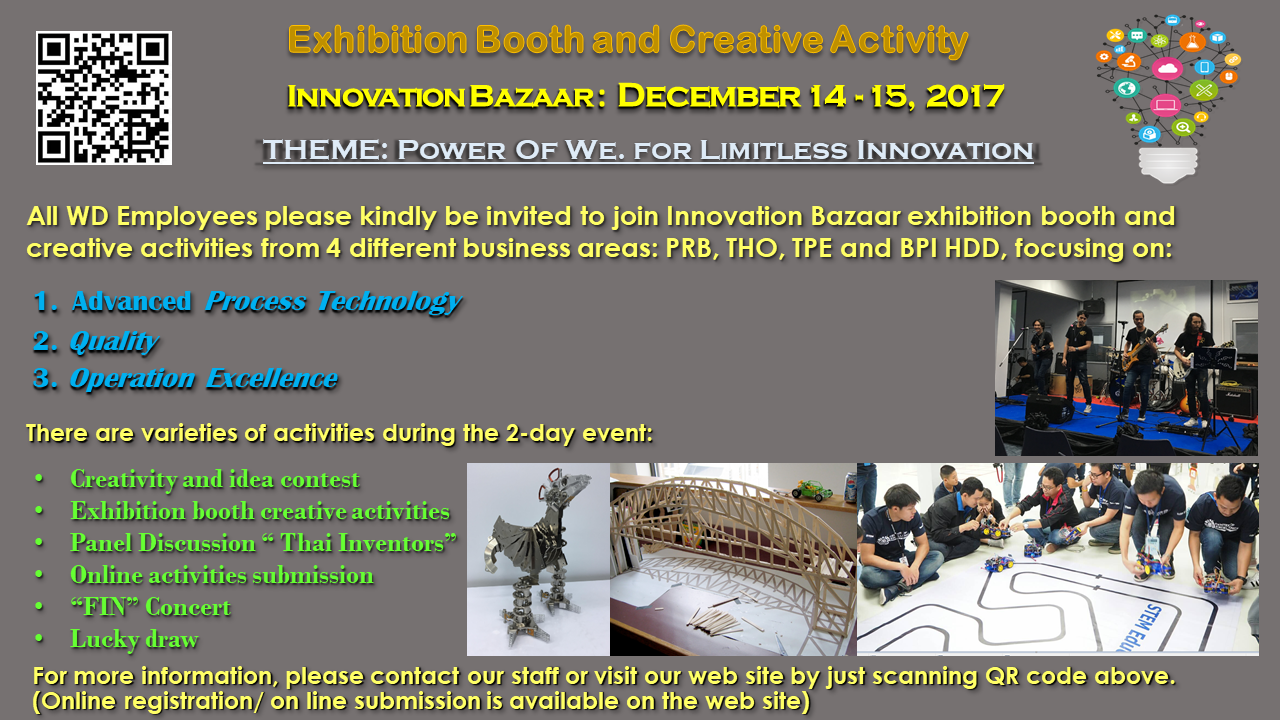 Exhibition Booth and Creative Activity
Innovation Bazaar: December 14 - 15, 2017
THEME: Power Of We. for Limitless Innovation
All WD Employees please kindly be invited to join Innovation Bazaar exhibition booth and
creative activities from 4 different business areas: PRB, THO, TPE and BPI HDD, focusing on:
1. Advanced Process Technology
2. Quality
3. Operation Excellence
There are varieties of activities during the 2-day event:
• Creativity and idea contest
• Exhibition booth creative activities
• Panel Discussion “ Thai Inventors”
• Online activities submission
• “FIN” Concert
• Lucky draw
STEM Edu
For more information, please contact our staff or visit our web site by just scanning QR code above.
(Online registration/ on line submission is available on the web site)